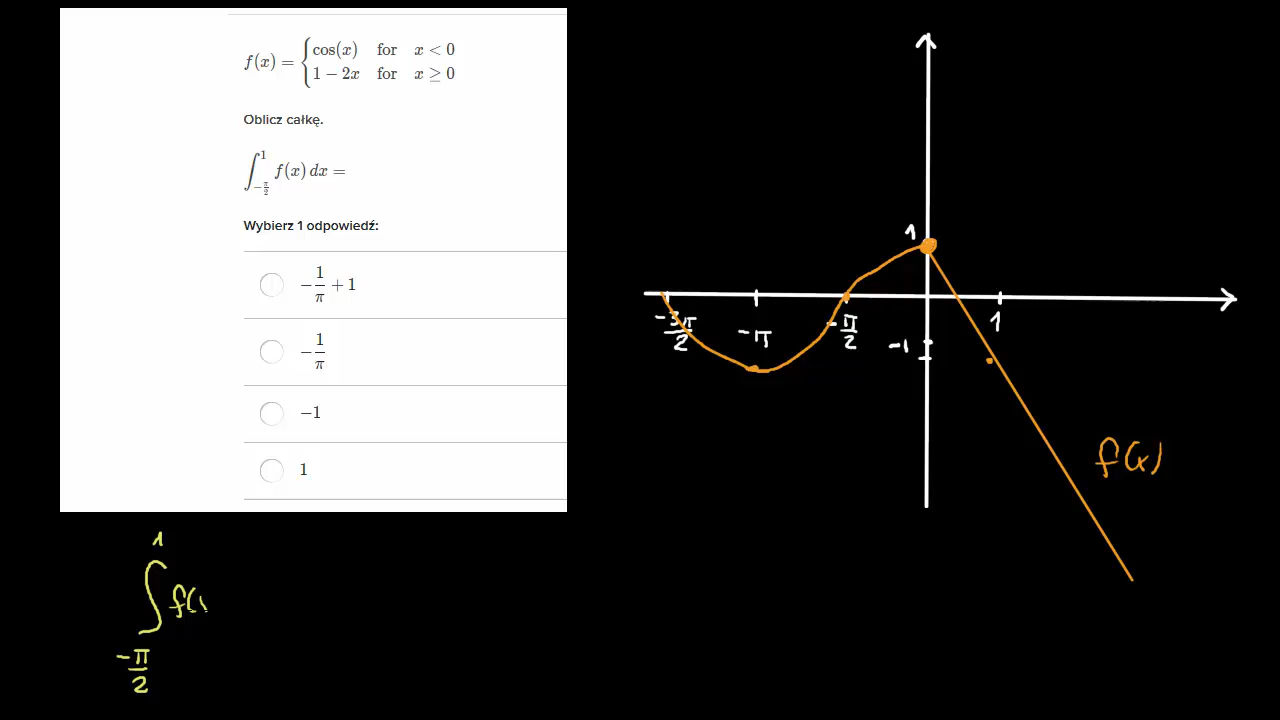 f(x) = { cos(x) for x < 0
1 − 2x for x ≥ 0
Oblicz całkę.
∫_{-π/2}^{1} f(x) dx =
Wybierz 1 odpowiedź:
−1/π + 1
−1/π
−1
1
1
-3π/2
-π
-π/2
-1
1
f(x)
1
∫ f(
-π/2